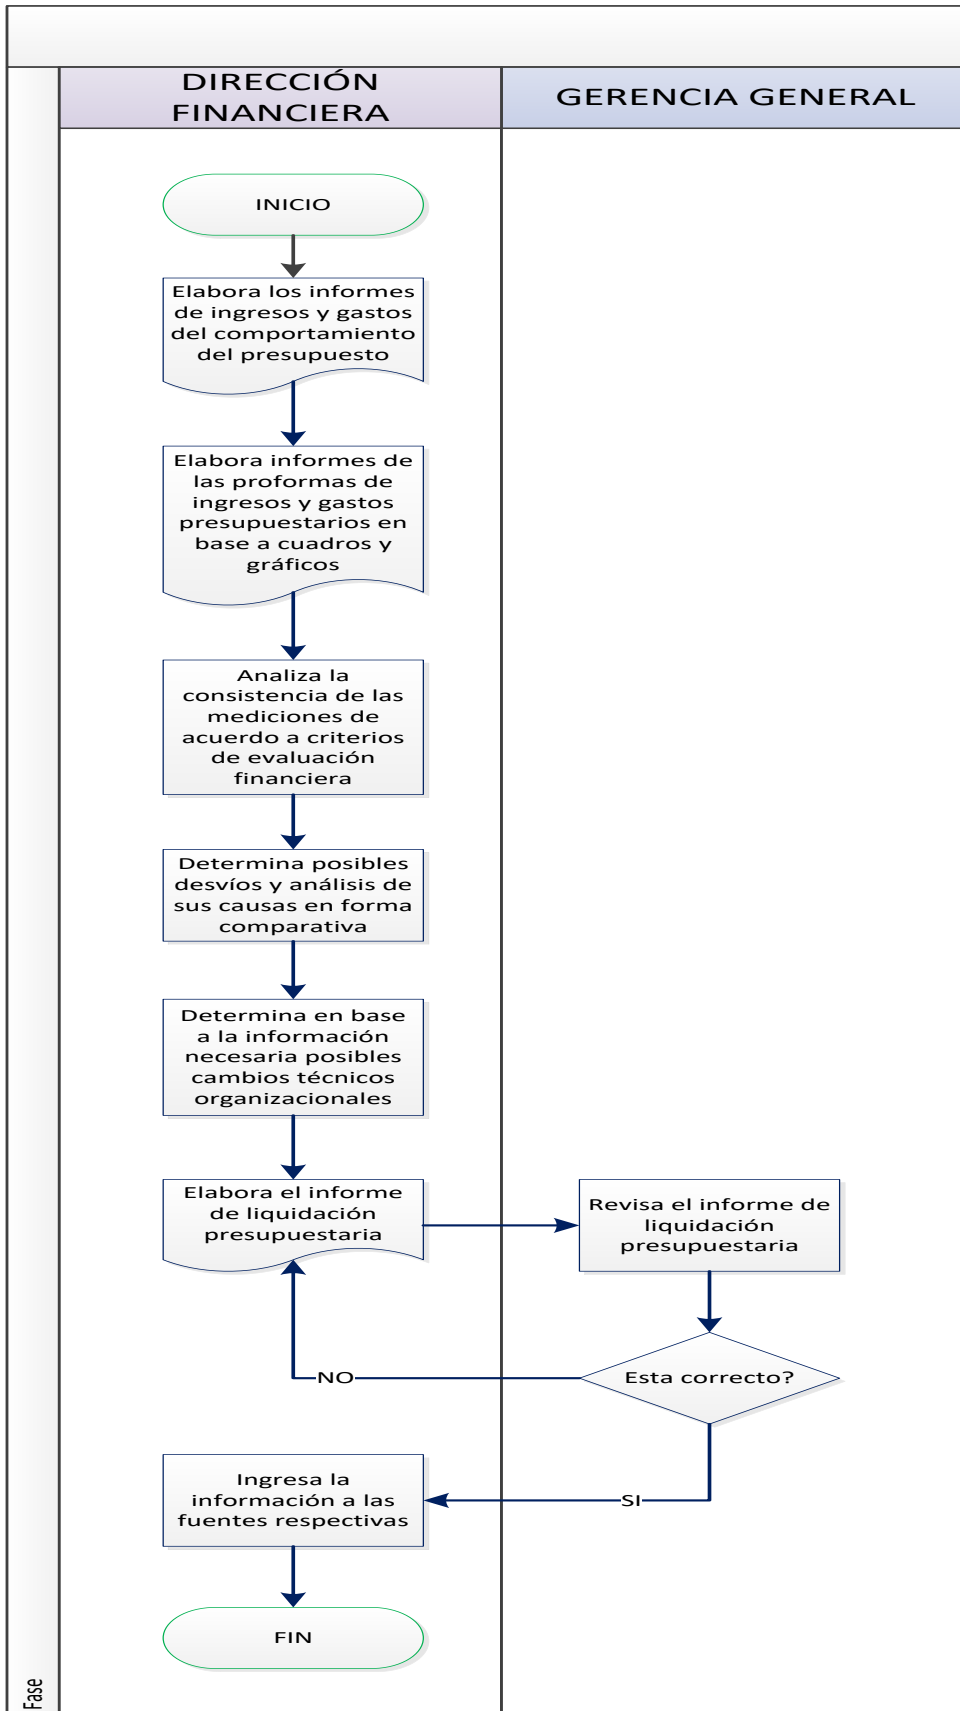 DIRECCIÓN
FINANCIERA
GERENCIA GENERAL
INICIO
Elabora los informes
de ingresos y gastos
del comportamiento
del presupuesto
Elabora informes de
las proformas de
ingresos y gastos
presupuestarios en
base a cuadros y
gráficos
Analiza la
consistencia de las
mediciones de
acuerdo a criterios
de evaluación
financiera
Determina posibles
desvíos y análisis de
sus causas en forma
comparativa
Determina en base
a la información
necesaria posibles
cambios técnicos
organizacionales
Elabora el informe
de liquidación
presupuestaria
Revisa el informe de
liquidación
presupuestaria
Esta correcto?
NO
SI
Ingresa la
información a las
fuentes respectivas
FIN
Fase